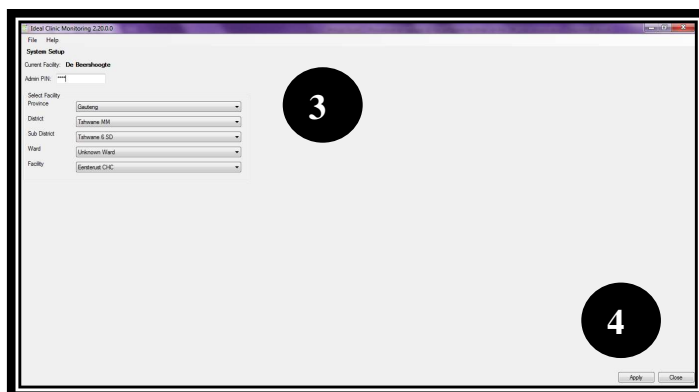 Ideal Clinic Monitoring 2.20.0.0
File Help
System Setup
Current Facility: De Beershoogte
Admin PIN: ****
Select Facility
Province Gauteng
District Tshwane MM
Sub District Tshwane 6 SD
Ward Unknown Ward
Facility Eersterust CHC
3
4
Apply Close